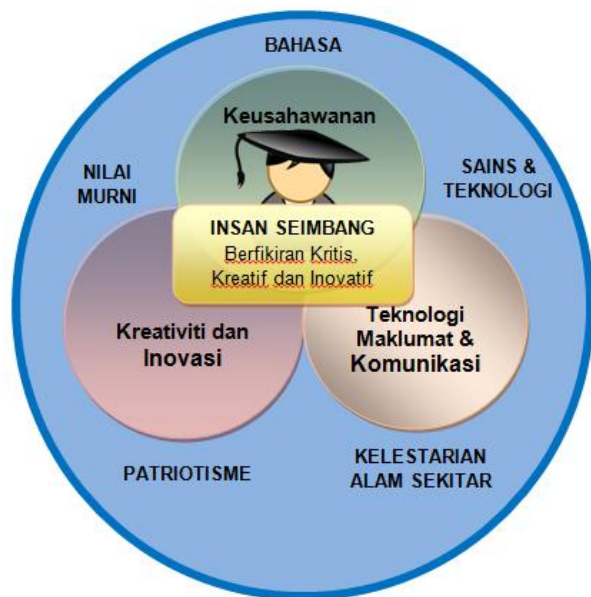 BAHASA
Keusahawanan
NILAI
MURNI
SAINS &
TEKNOLOGI
INSAN SEIMBANG
Berfikiran Kritis,
Kreatif dan Inovatif
Kreativiti dan
Inovasi
Teknologi
Maklumat &
Komunikasi
PATRIOTISME
KELESTARIAN
ALAM SEKITAR